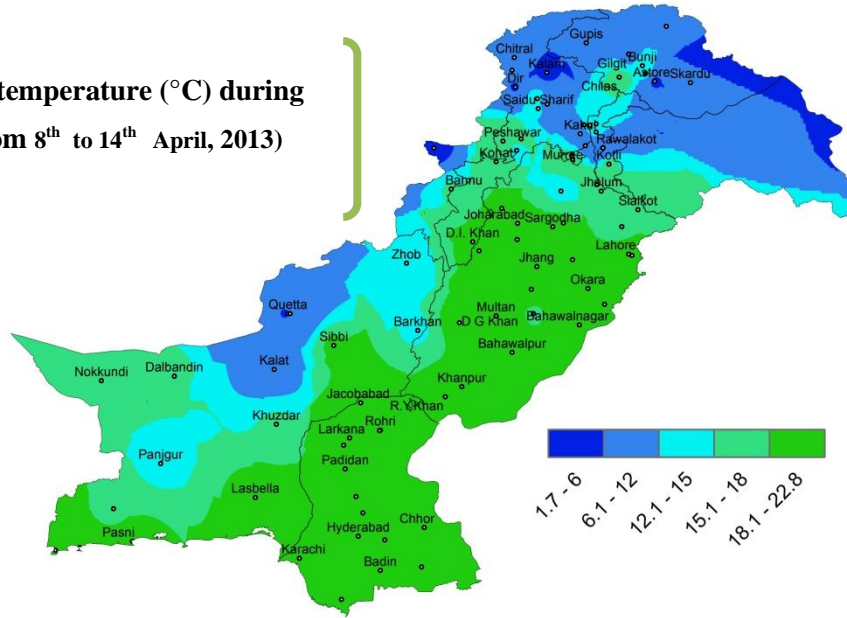 temperature (°C) during
om 8th to 14th April, 2013)
Gupis
Chitral
Bunji
Gilgit
Kalam
Astore
Skardu
Dir
Chilas
Saidu Sharif
Kakul
Peshawar
Rawalakot
Murree
Kohat
Kotli
Bannu
Jhelum
Sialkot
Joharabad
Sargodha
D.I. Khan
Lahore
Zhob
Jhang
Okara
Quetta
Multan
D G Khan
Bahawalnagar
Barkhan
Sibbi
Bahawalpur
Kalat
Nokkundi
Dalbandin
Khanpur
Jacobabad
R.Y.Khan
Khuzdar
Rohri
Larkana
Panjgur
Padidan
Lasbella
Chhor
Pasni
Hyderabad
Karachi
Badin
1.7 - 6
6.1 - 12
12.1 - 15
15.1 - 18
18.1 - 22.8